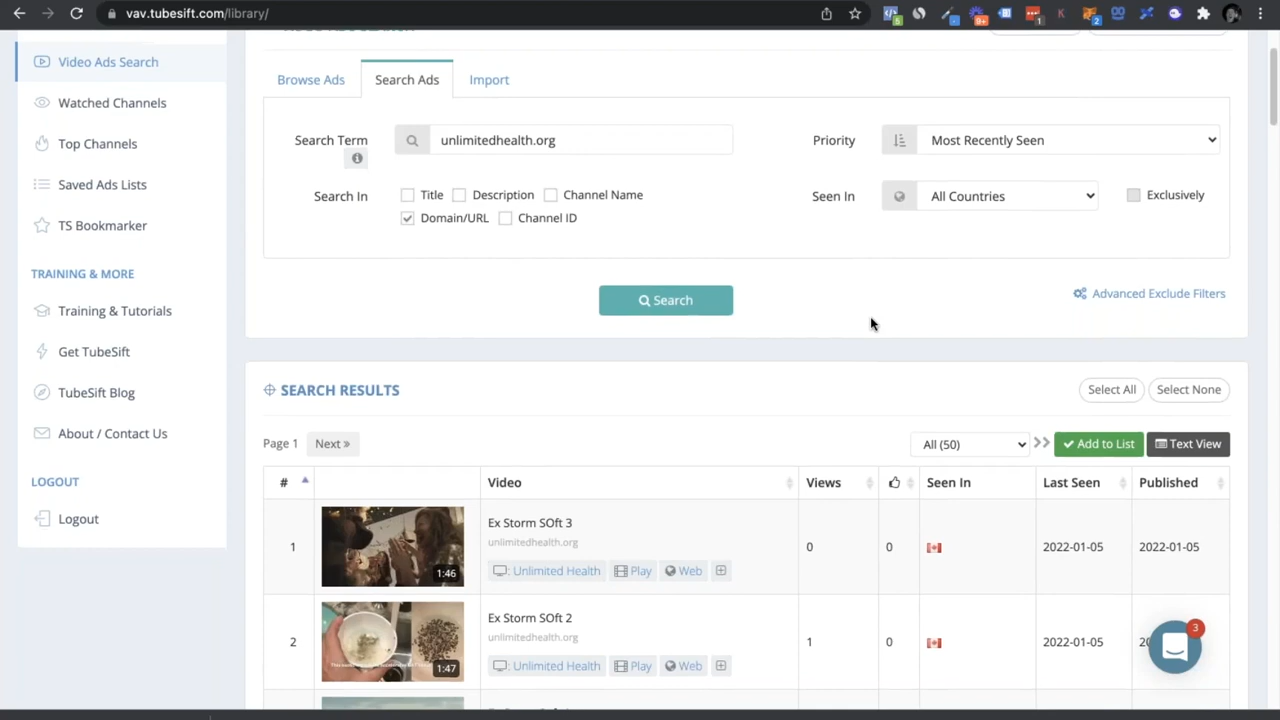 vav.tubesift.com/library/
Video Ads Search
Watched Channels
Top Channels
Saved Ads Lists
TS Bookmarker
TRAINING & MORE
Training & Tutorials
Get TubeSift
TubeSift Blog
About / Contact Us
LOGOUT
Logout
Browse Ads
Search Ads
Import
Search Term
unlimitedhealth.org
Priority
Most Recently Seen
Search In
Title
Description
Channel Name
Domain/URL
Channel ID
Seen In
All Countries
Exclusively
Search
Advanced Exclude Filters
SEARCH RESULTS
Select All
Select None
Page 1
Next »
All (50)
Add to List
Text View
# Video Views Seen In Last Seen Published
1 1:46
Ex Storm SOft 3
unlimitedhealth.org
: Unlimited Health Play Web
0 0 2022-01-05 2022-01-05
2 1:47
Ex Storm SOft 2
unlimitedhealth.org
: Unlimited Health Play Web
1 0 2022-01-05
3